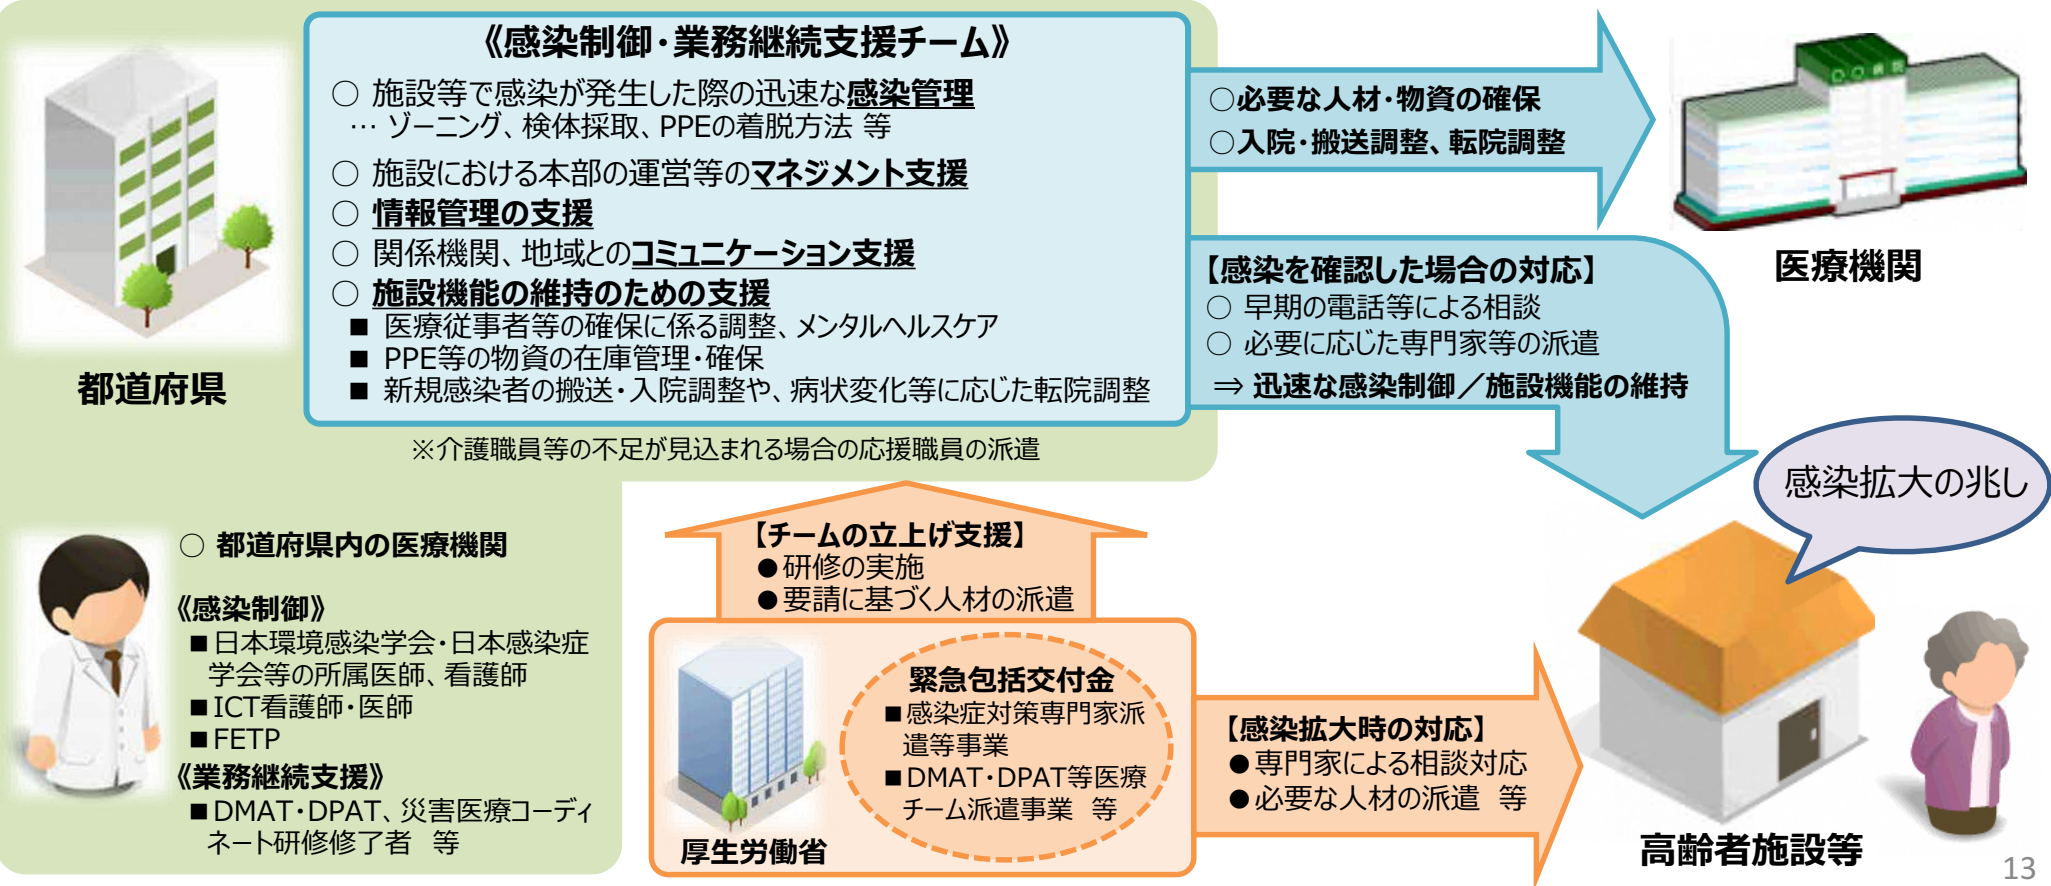 《感染制御・業務継続支援チーム》
○ 施設等で感染が発生した際の迅速な感染管理
… ゾーニング、検体採取、PPEの着脱方法 等
○ 施設における本部の運営等のマネジメント支援
○ 情報管理の支援
○ 関係機関、地域とのコミュニケーション支援
○ 施設機能の維持のための支援
■ 医療従事者等の確保に係る調整、メンタルヘルスケア
■ PPE等の物資の在庫管理・確保
■ 新規感染者の搬送・入院調整や、病状変化等に応じた転院調整
都道府県
※介護職員等の不足が見込まれる場合の応援職員の派遣
○必要な人材・物資の確保
○入院・搬送調整、転院調整
〇〇病院
医療機関
【感染を確認した場合の対応】
○ 早期の電話等による相談
○ 必要に応じた専門家等の派遣
⇒ 迅速な感染制御／施設機能の維持
感染拡大の兆し
○ 都道府県内の医療機関
《感染制御》
■日本環境感染学会・日本感染症
学会等の所属医師、看護師
■ICT看護師・医師
■FETP
《業務継続支援》
■DMAT・DPAT、災害医療コーディ
ネート研修修了者 等
【チームの立上げ支援】
●研修の実施
●要請に基づく人材の派遣
緊急包括交付金
■感染症対策専門家派
遣等事業
■DMAT・DPAT等医療
チーム派遣事業 等
厚生労働省
【感染拡大時の対応】
●専門家による相談対応
●必要な人材の派遣 等
高齢者施設等
13